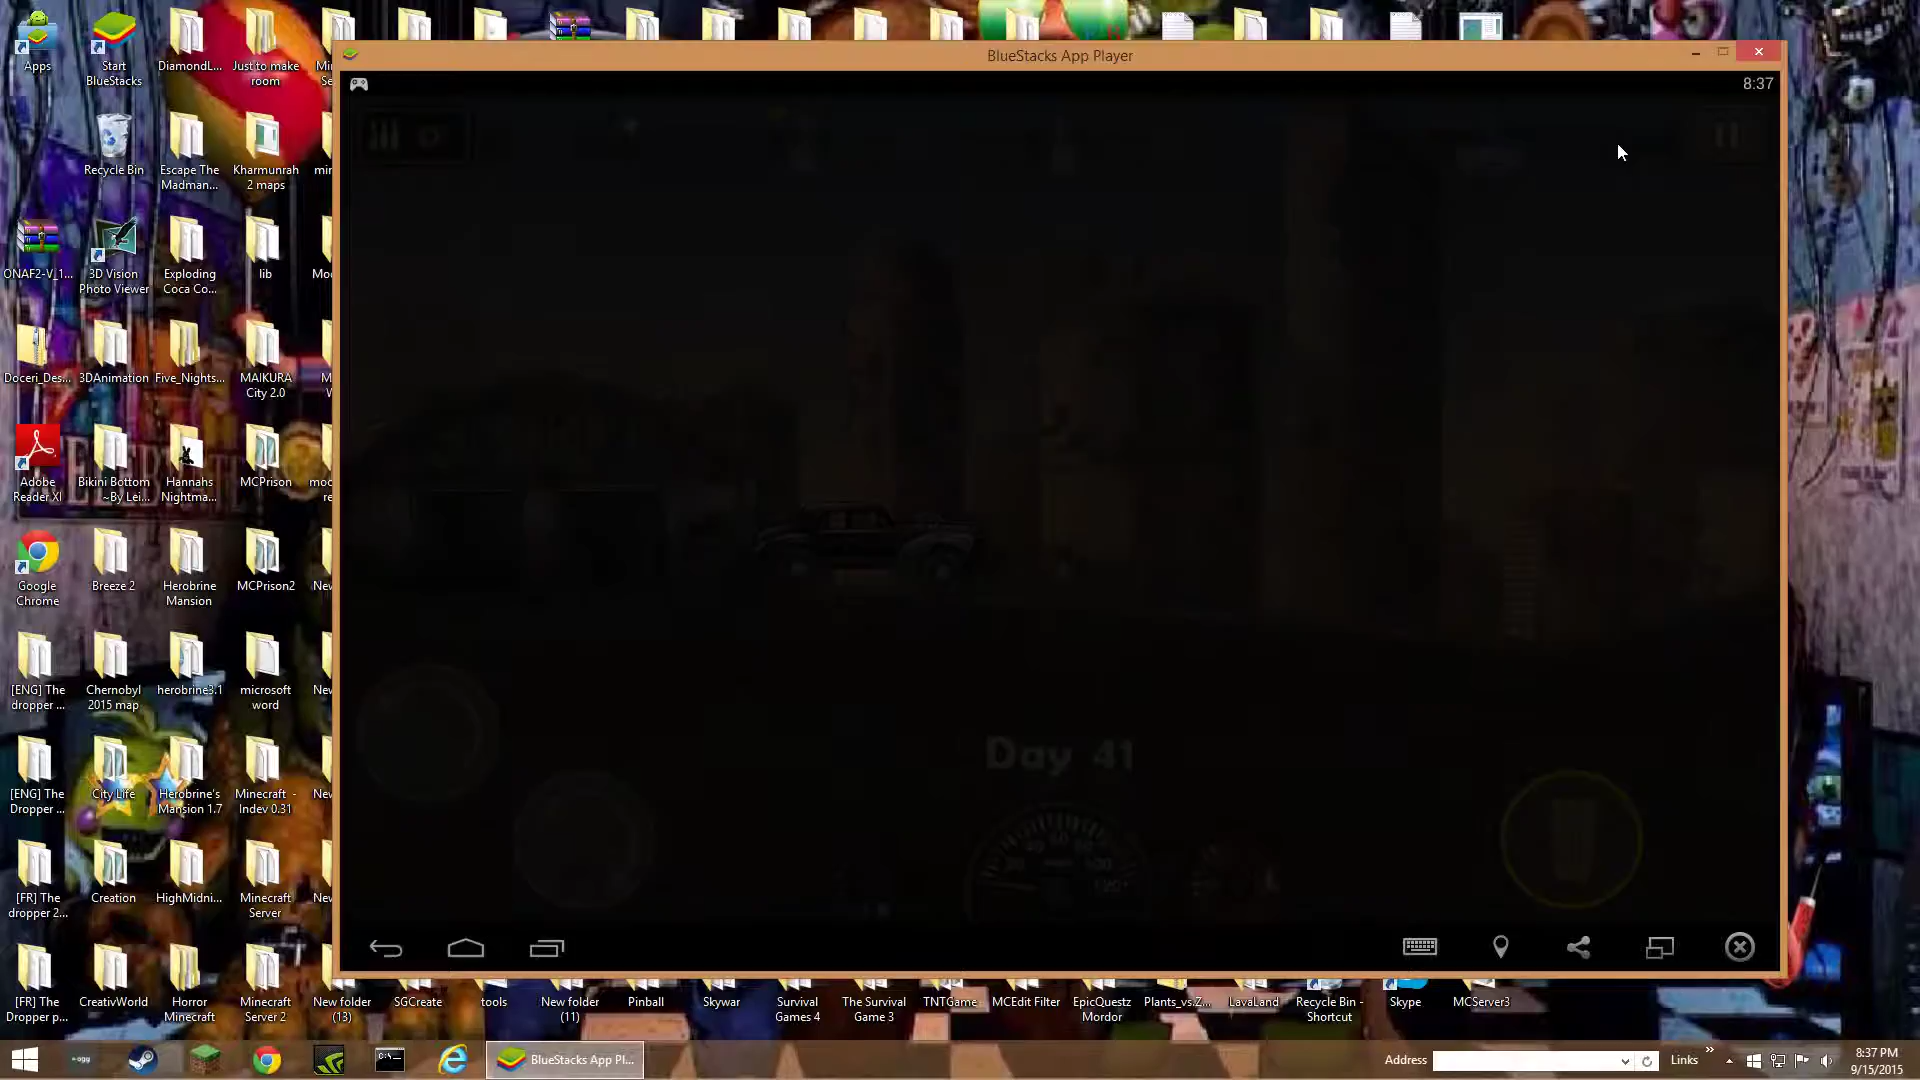 BlueStacks App Player
8:37
Apps
Start
BlueStacks
DiamondL...
Just to make
room
Recycle Bin
Escape The
Madman...
Kharmunrah
2 maps
ONAF2-V_1...
3D Vision
Photo Viewer
Exploding
Coca Co...
lib
Doceri_Des...
3DAnimation
Five_Nights...
MAIKURA
City 2.0
Adobe
Reader XI
Bikini Bottom
~By Lei...
Hannahs
Nightma...
MCPrison
Google
Chrome
Breeze 2
Herobrine
Mansion
MCPrison2
[ENG] The
dropper ...
Chernobyl
2015 map
herobrine3.1
microsoft
word
Day 41
[ENG] The
Dropper ...
City Life
Herobrine's
Mansion 1.7
Minecraft -
Indev 0.31
[FR] The
dropper 2...
Creation
HighMidni...
Minecraft
Server
[FR] The
Dropper p...
CreativWorld
Horror
Minecraft
Minecraft
Server 2
New folder
(13)
SGCreate
tools
New folder
(11)
Pinball
Skywar
Survival
Games 4
The Survival
Game 3
TNTGame
MCEdit Filter
EpicQuestz
Mordor
Plants_vs.Z...
LavaLand
Recycle Bin -
Shortcut
Skype
MCServer3
BlueStacks App Pl...
Address
Links
8:37 PM
9/15/2015